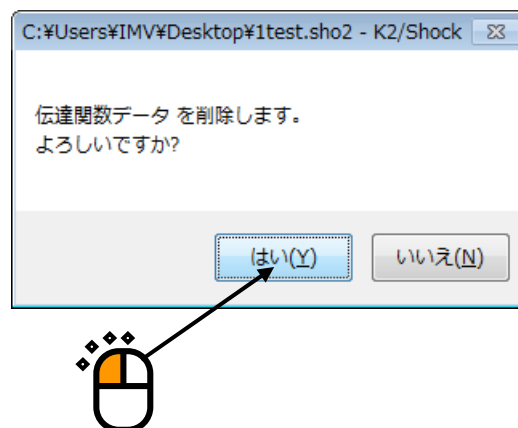 C:¥Users¥IMV¥Desktop¥1test.sho2 - K2/Shock
伝達関数データ を削除します。
よろしいですか?
はい(Y)
いいえ(N)